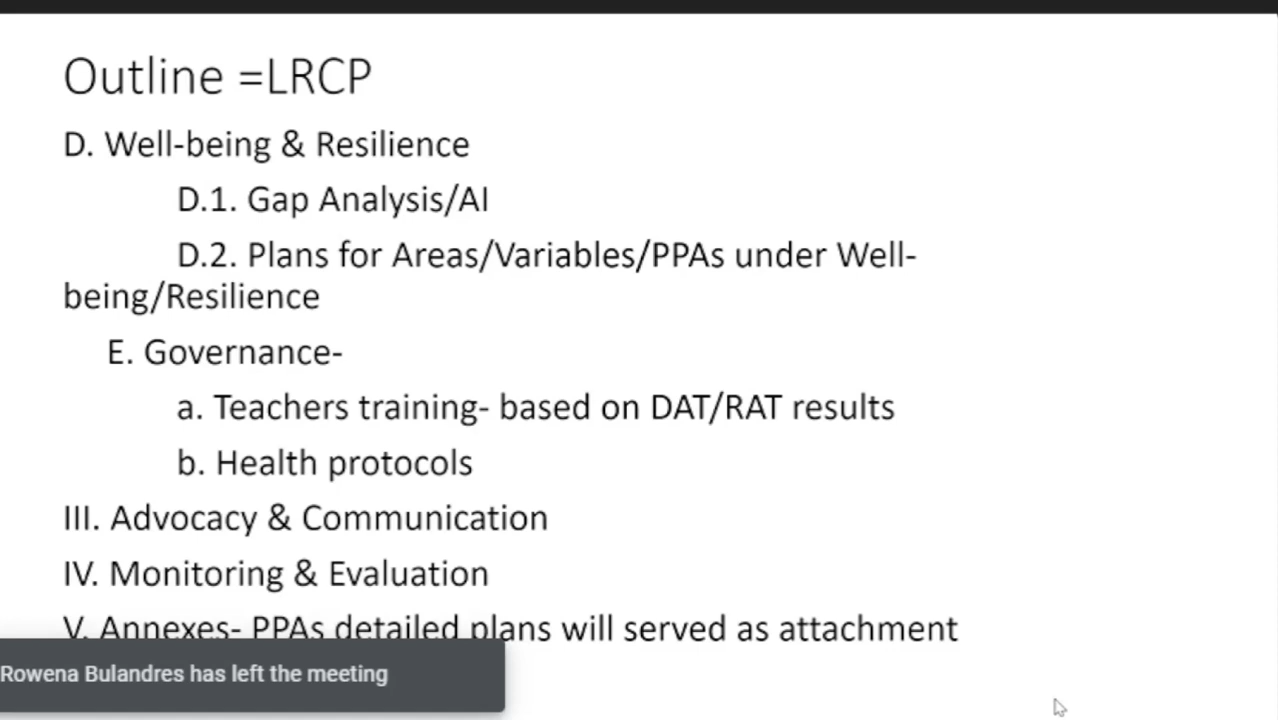 Outline =LRCP
D. Well-being & Resilience
D.1. Gap Analysis/AI
D.2. Plans for Areas/Variables/PPAs under Well-
being/Resilience
E. Governance-
a. Teachers training- based on DAT/RAT results
b. Health protocols
III. Advocacy & Communication
IV. Monitoring & Evaluation
V. Annexes- PPAs detailed plans will served as attachment
Rowena Bulandres has left the meeting